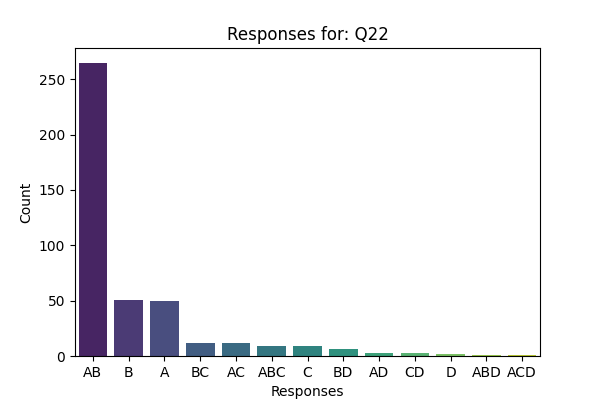 Responses for: Q22
250
200
150
100
50
0
Count
AB B A BC AC ABC C BD AD CD D ABD ACD
Responses